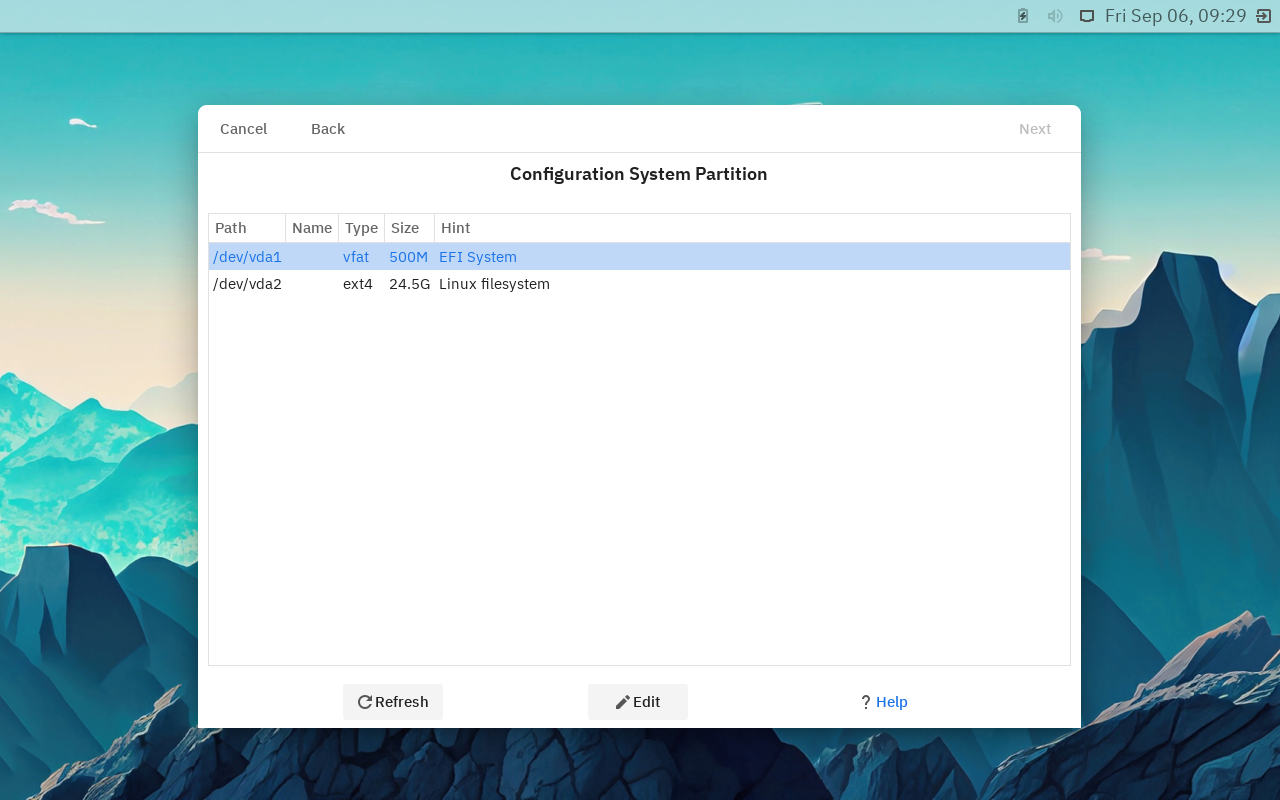 Fri Sep 06, 09:29
Cancel Back Next
Configuration System Partition
Path Name Type Size Hint
/dev/vda1 vfat 500M EFI System
/dev/vda2 ext4 24.5G Linux filesystem
Refresh Edit ? Help